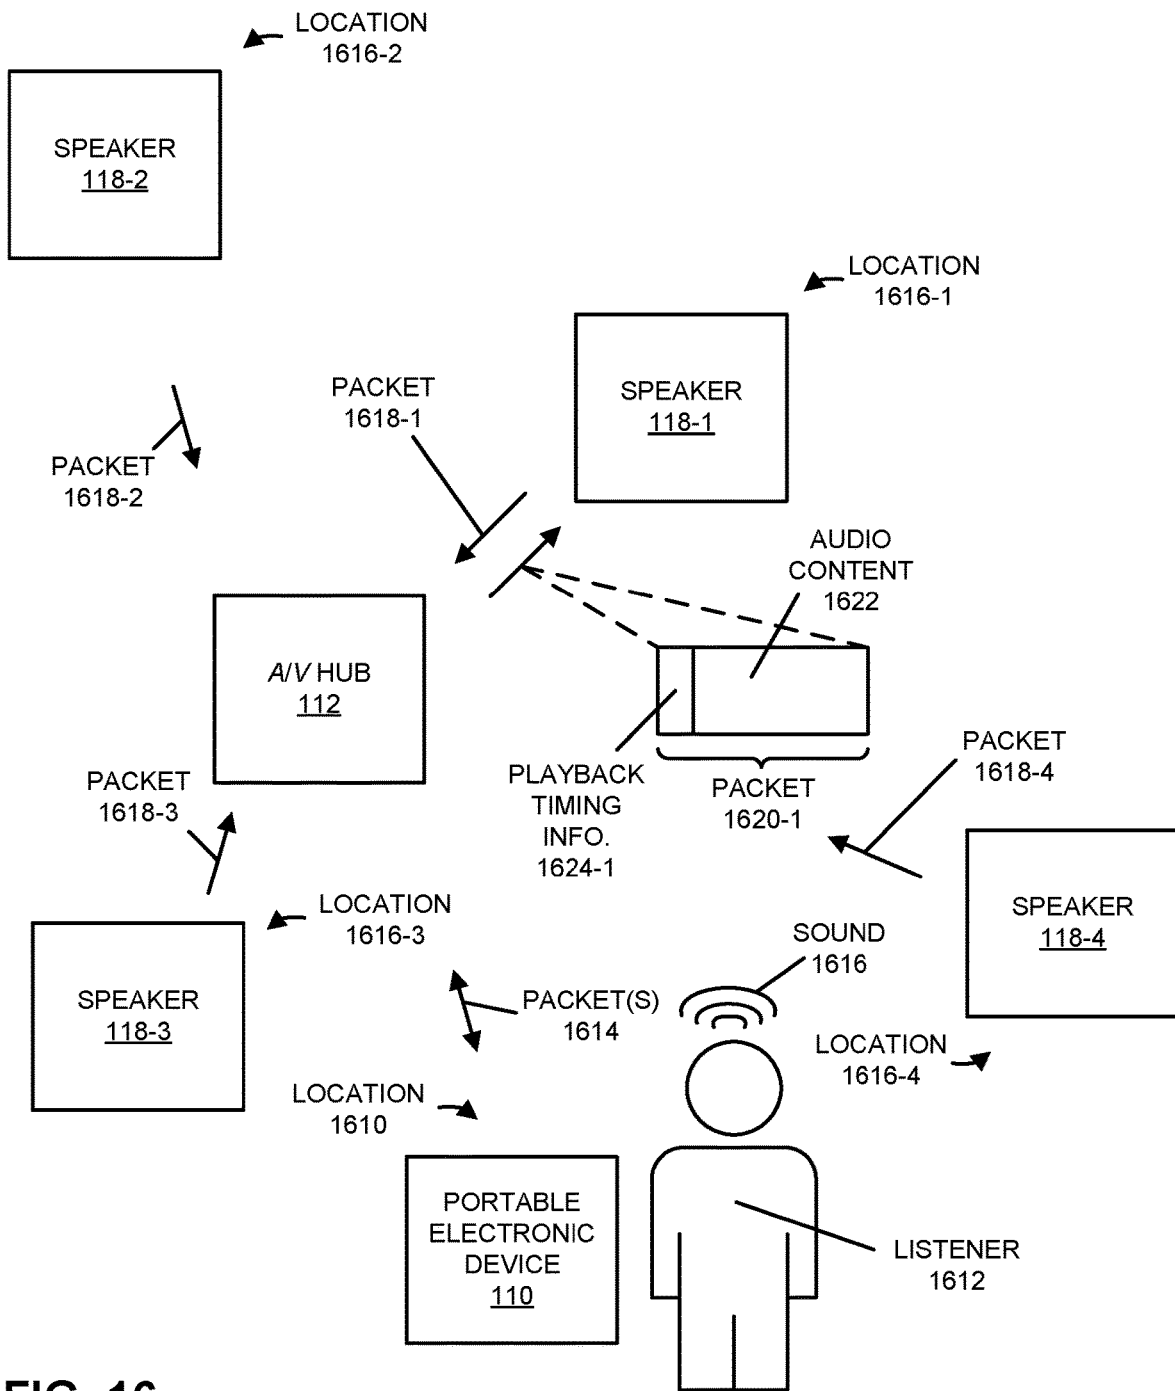 LOCATION
1616-2
SPEAKER
118-2
LOCATION
1616-1
SPEAKER
118-1
PACKET
1618-1
PACKET
1618-2
AUDIO
CONTENT
1622
A/V HUB
112
PLAYBACK
TIMING
INFO.
1624-1
PACKET
1620-1
PACKET
1618-4
PACKET
1618-3
LOCATION
1616-3
SPEAKER
118-3
SPEAKER
118-4
SOUND
1616
PACKET(S)
1614
LOCATION
1616-4
LOCATION
1610
PORTABLE
ELECTRONIC
DEVICE
110
LISTENER
1612
FIG. 16